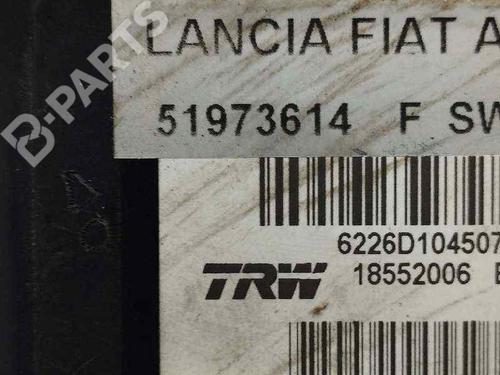 B-PARTS
LANCIA FIAT A
51973614 F SW
6226D104507
TRW
18552006 E